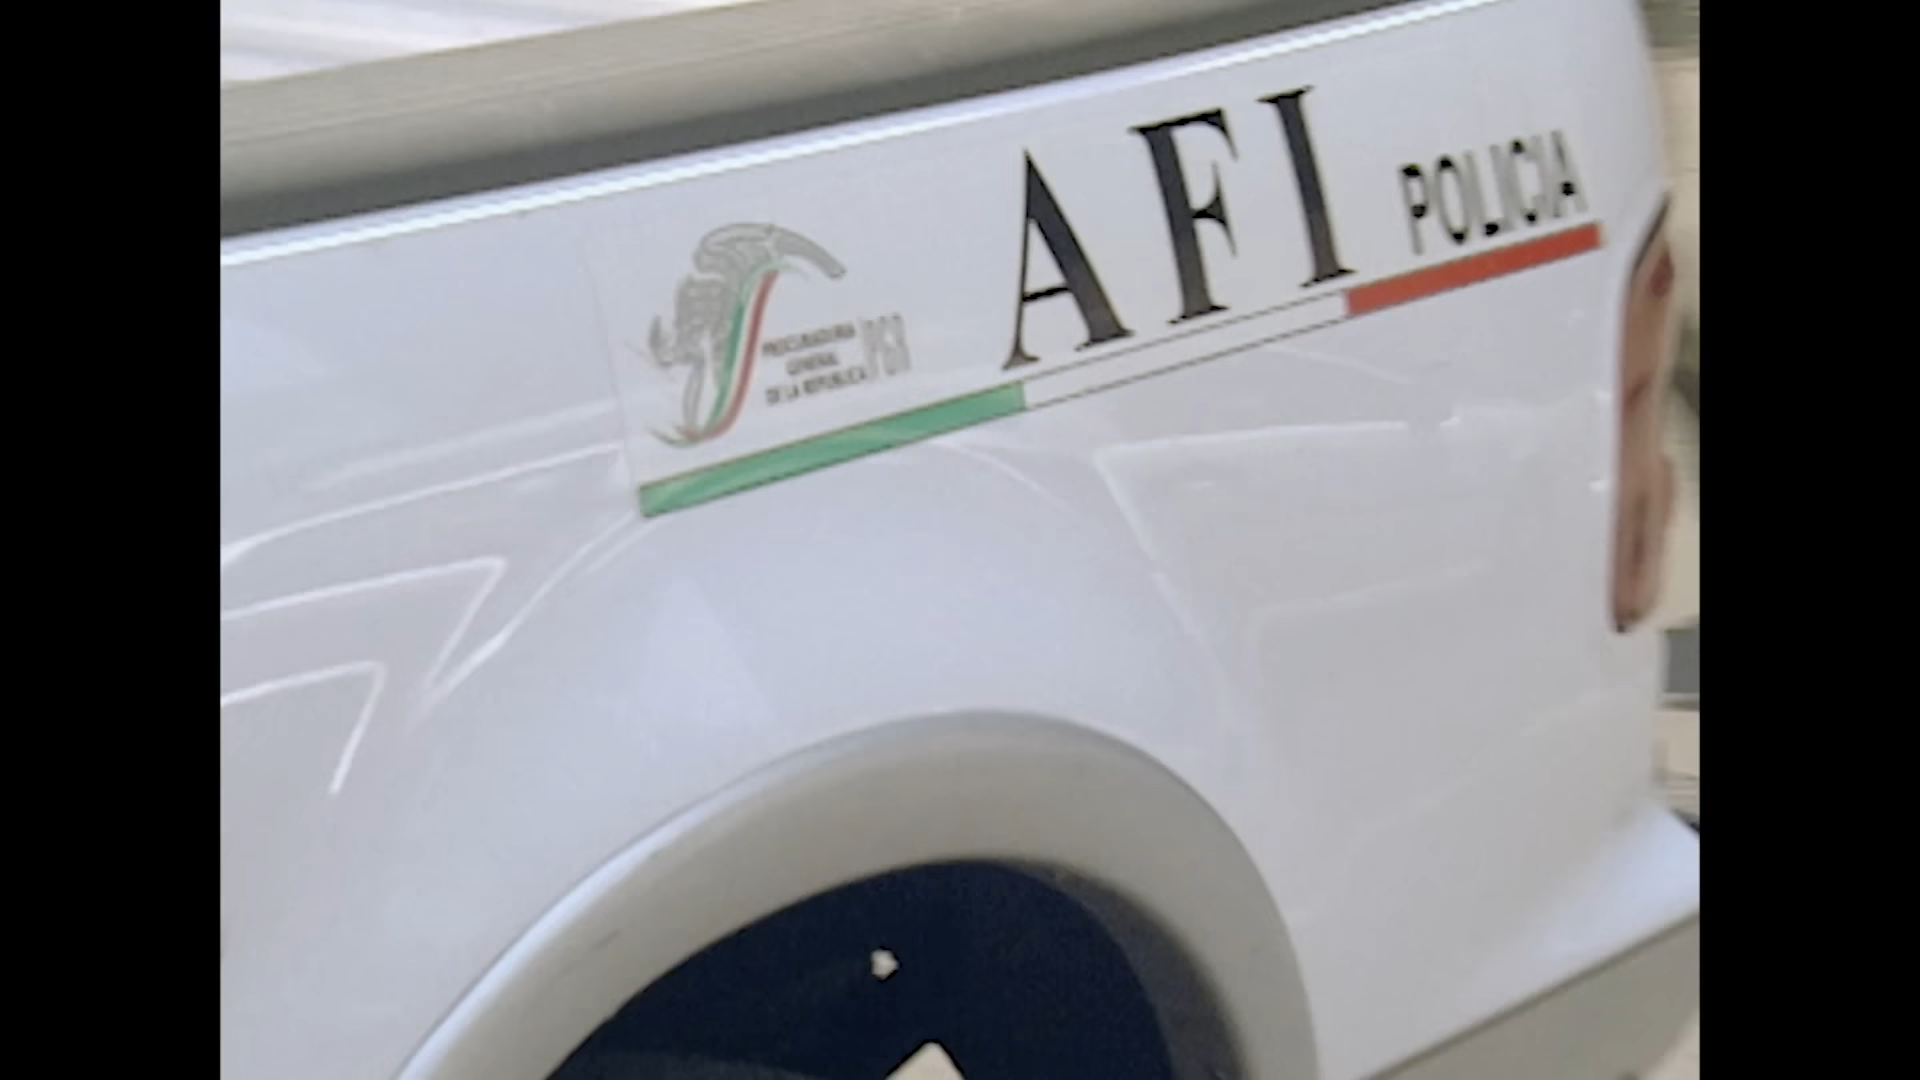 PROCURADURIA
GENERAL
DE LA REPUBLICA
PGR
AFI
POLICIA